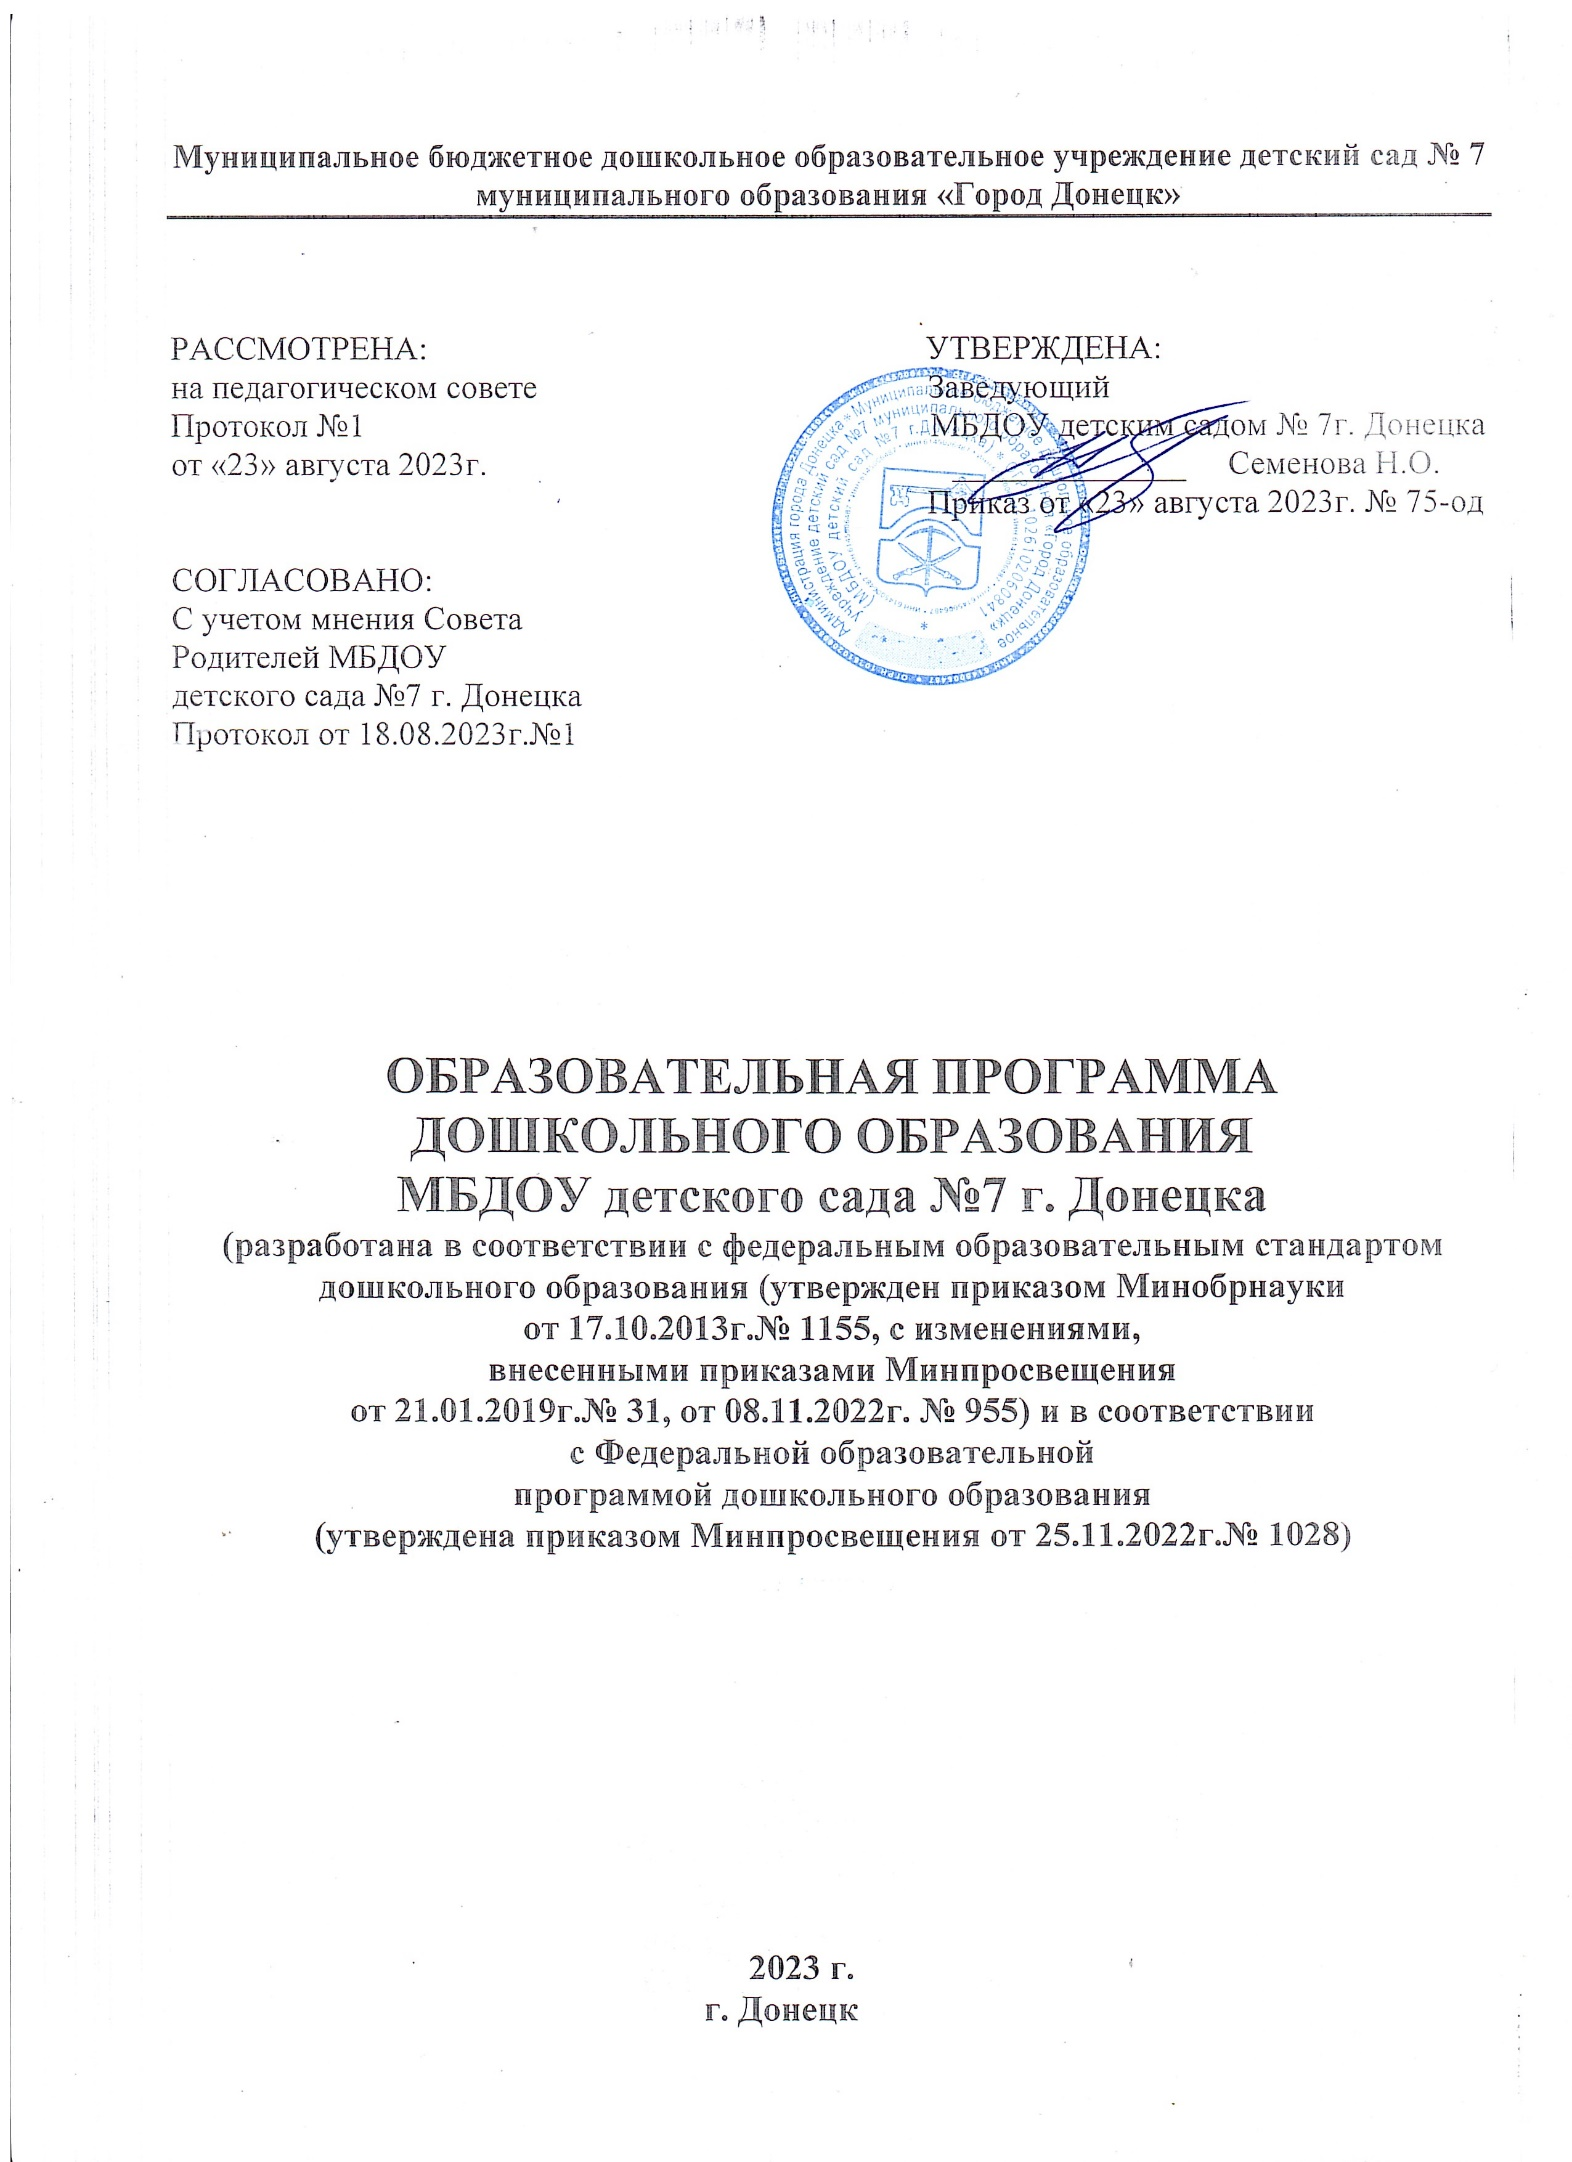 Муниципальное бюджетное дошкольное образовательное учреждение детский сад № 7
муниципального образования «Город Донецк»
РАССМОТРЕНА:
на педагогическом совете
Протокол №1
от «23» августа 2023г.
УТВЕРЖДЕНА:
Заведующий
МБДОУ детским садом № 7г. Донецка
Семенова Н.О.
Приказ от «23» августа 2023г. № 75-од
СОГЛАСОВАНО:
С учетом мнения Совета
Родителей МБДОУ
детского сада №7 г. Донецка
Протокол от 18.08.2023г.№1
ОБРАЗОВАТЕЛЬНАЯ ПРОГРАММА
ДОШКОЛЬНОГО ОБРАЗОВАНИЯ
МБДОУ детского сада №7 г. Донецка
(разработана в соответствии с федеральным образовательным стандартом
дошкольного образования (утвержден приказом Минобрнауки
от 17.10.2013г.№ 1155, с изменениями,
внесенными приказами Минпросвещения
от 21.01.2019г.№ 31, от 08.11.2022г. № 955) и в соответствии
с Федеральной образовательной
программой дошкольного образования
(утверждена приказом Минпросвещения от 25.11.2022г.№ 1028)
2023 г.
г. Донецк